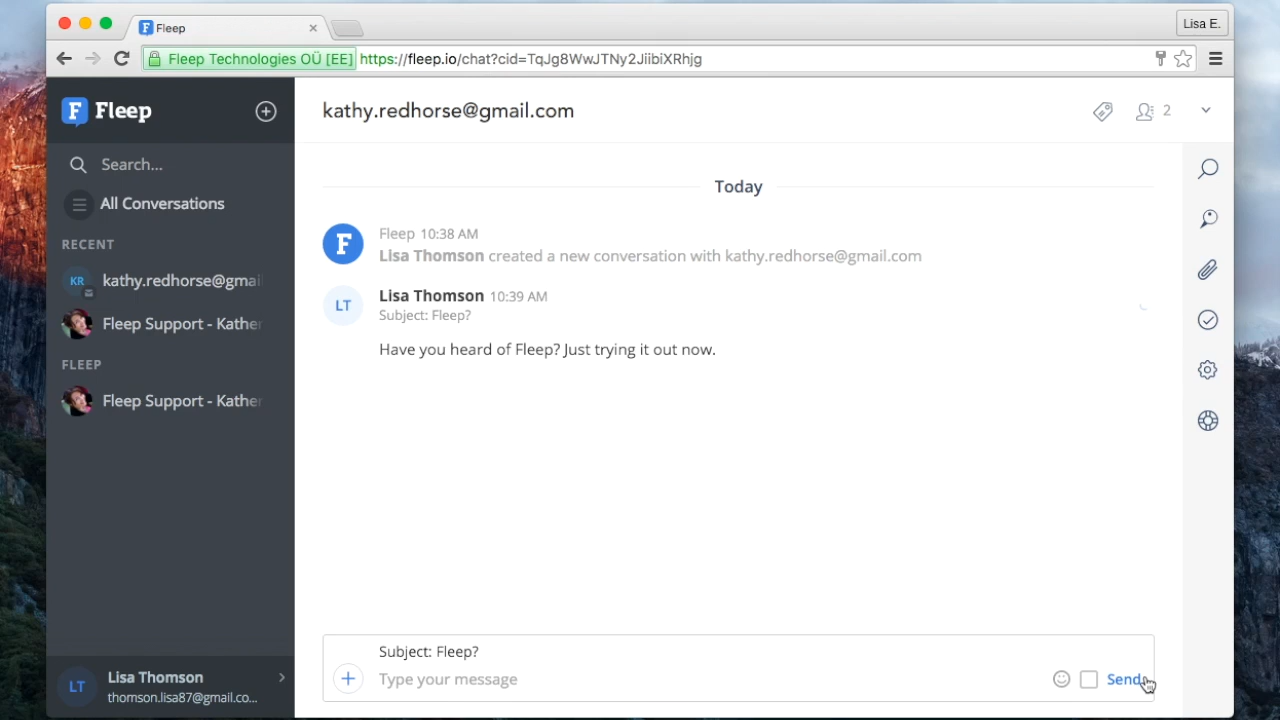 Fleep
Lisa E.
Fleep Technologies OÜ [EE]
https://fleep.io/chat?cid=TqJg8WwJTNy2JiibiXRhjg
F Fleep
kathy.redhorse@gmail.com
2
Search...
All Conversations
RECENT
KR kathy.redhorse@gmai
Fleep Support - Kather
FLEEP
Fleep Support - Kather
LT Lisa Thomson
thomson.lisa87@gmail.co...
Today
F Fleep 10:38 AM
Lisa Thomson created a new conversation with kathy.redhorse@gmail.com
LT Lisa Thomson 10:39 AM
Subject: Fleep?
Have you heard of Fleep? Just trying it out now.
Subject: Fleep?
Type your message
Send